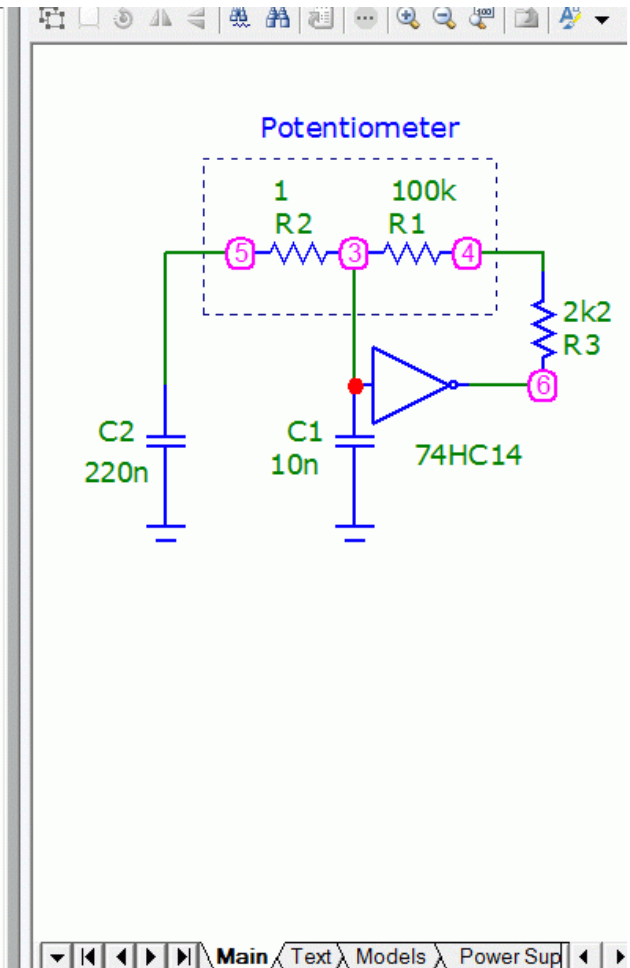 100
A
Potentiometer
1
100k
R2
R1
5
3
4
2k2
R3
6
C2
220n
C1
10n
74HC14
Main
Text
Models
Power Sup